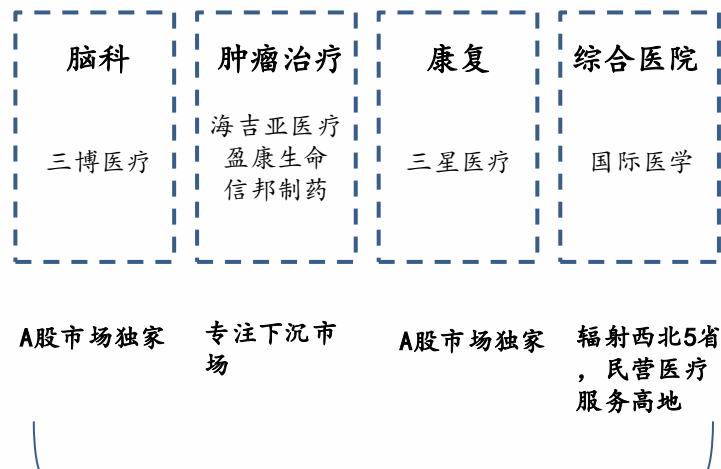 脑科
三博医疗
肿瘤治疗
海吉亚医疗
盈康生命
信邦制药
康复
三星医疗
综合医院
国际医学
A股市场独家
专注下沉市
场
A股市场独家
辐射西北5省
，民营医疗
服务高地